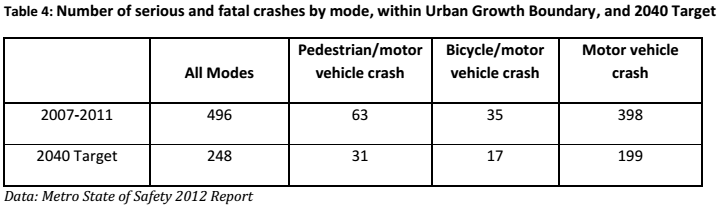 Table 4: Number of serious and fatal crashes by mode, within Urban Growth Boundary, and 2040 Target
All Modes Pedestrian/motor vehicle crash Bicycle/motor vehicle crash Motor vehicle crash
2007-2011 496 63 35 398
2040 Target 248 31 17 199
Data: Metro State of Safety 2012 Report